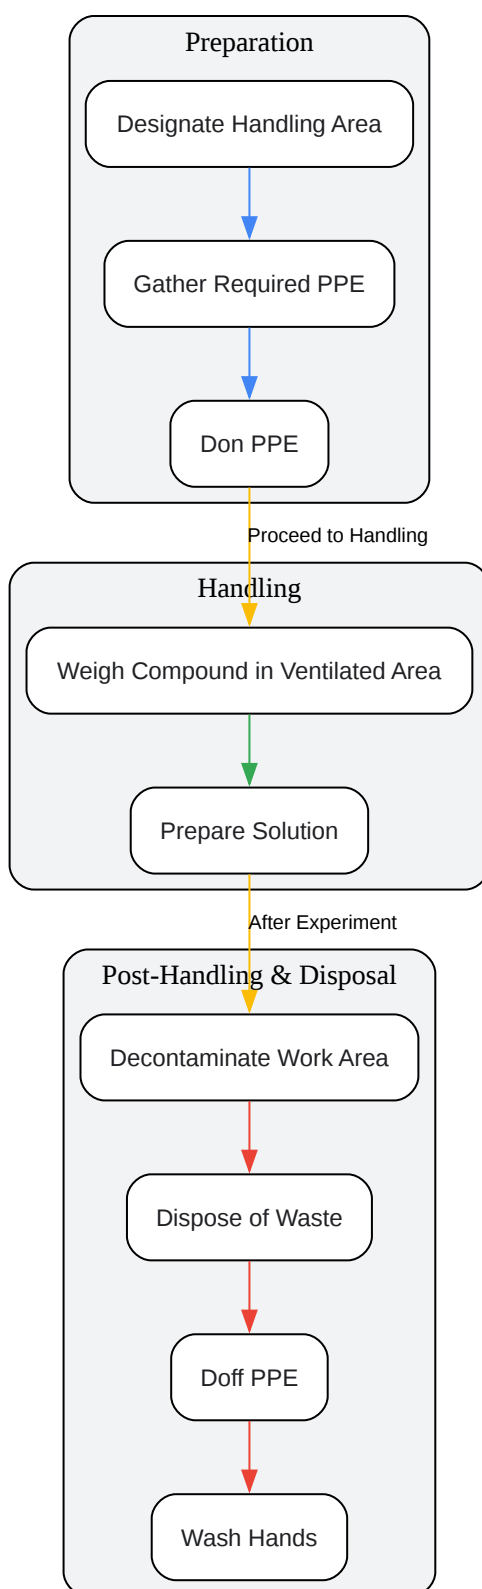 Preparation
Designate Handling Area
Gather Required PPE
Don PPE
Proceed to Handling
Handling
Weigh Compound in Ventilated Area
Prepare Solution
After Experiment
Post-Handling & Disposal
Decontaminate Work Area
Dispose of Waste
Doff PPE
Wash Hands